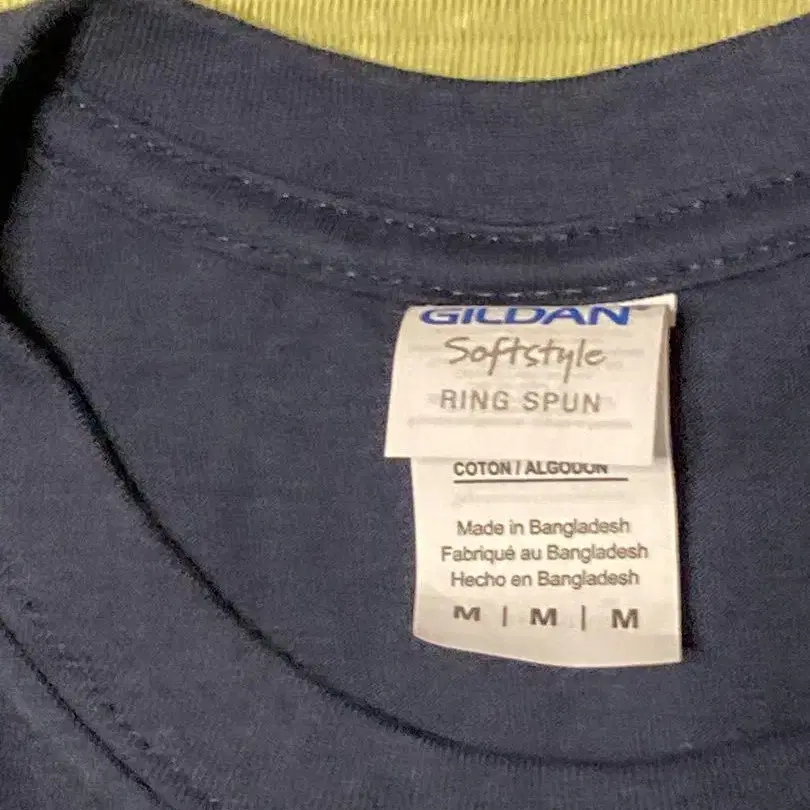 GILDAN®
Softstyle
RING SPUN
COTON / ALGODON
Made in Bangladesh
Fabriqué au Bangladesh
Hecho en Bangladesh
M | M | M